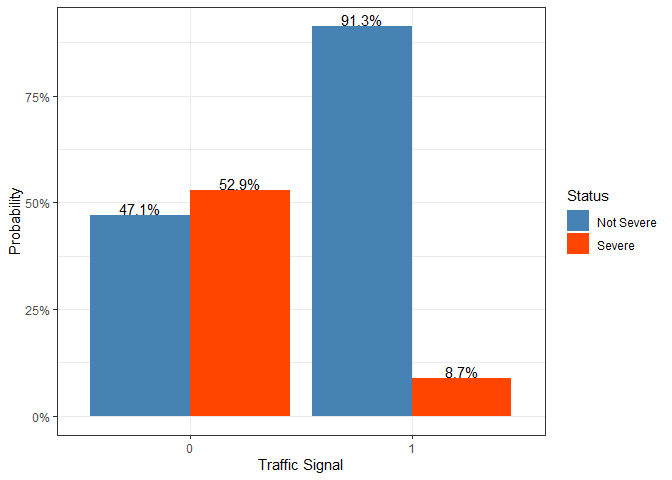 91.3%
75%
52.9%
47.1%
50%
25%
8.7%
0%
0
1
Traffic Signal
Probability
Status
Not Severe
Severe